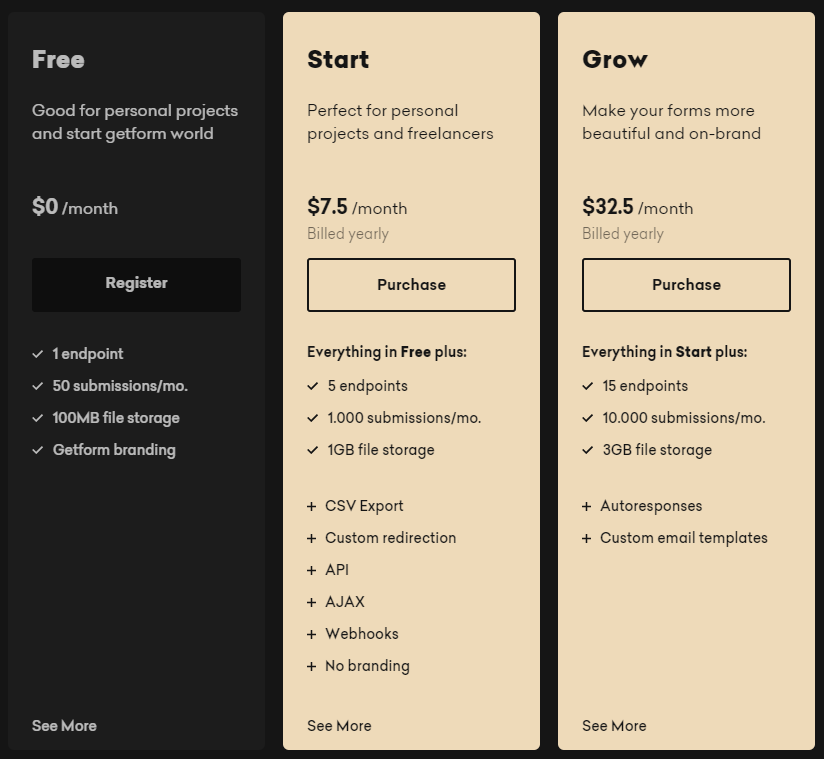 Free
Good for personal projects
and start getform world
$0 /month
Register
1 endpoint
50 submissions/mo.
100MB file storage
Getform branding
See More
Start
Perfect for personal
projects and freelancers
$7.5 /month
Billed yearly
Purchase
Everything in Free plus:
5 endpoints
1.000 submissions/mo.
1GB file storage
+ CSV Export
+ Custom redirection
+ API
+ AJAX
+ Webhooks
+ No branding
See More
Grow
Make your forms more
beautiful and on-brand
$32.5 /month
Billed yearly
Purchase
Everything in Start plus:
15 endpoints
10.000 submissions/mo.
3GB file storage
+ Autoresponses
+ Custom email templates
See More